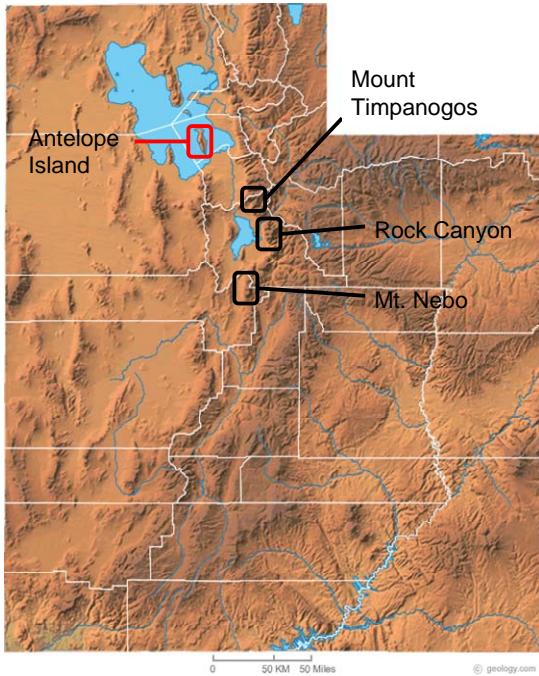 Mount
Timpanogos
Antelope
Island
Rock Canyon
Mt. Nebo
0 50 KM 50 Miles
© geology.com